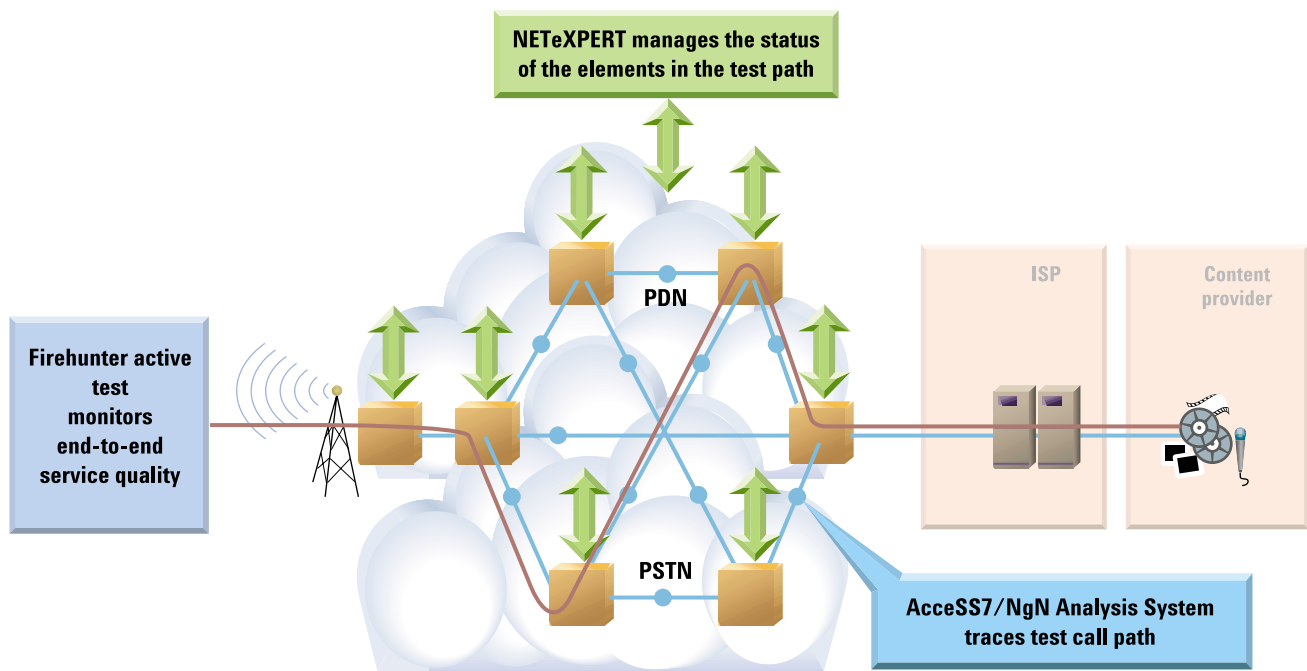 NETeXPERT manages the status
of the elements in the test path
ISP
Content
provider
PDN
Firehunter active
test
monitors
end-to-end
service quality
PSTN
AcceSS7/NgN Analysis System
traces test call path